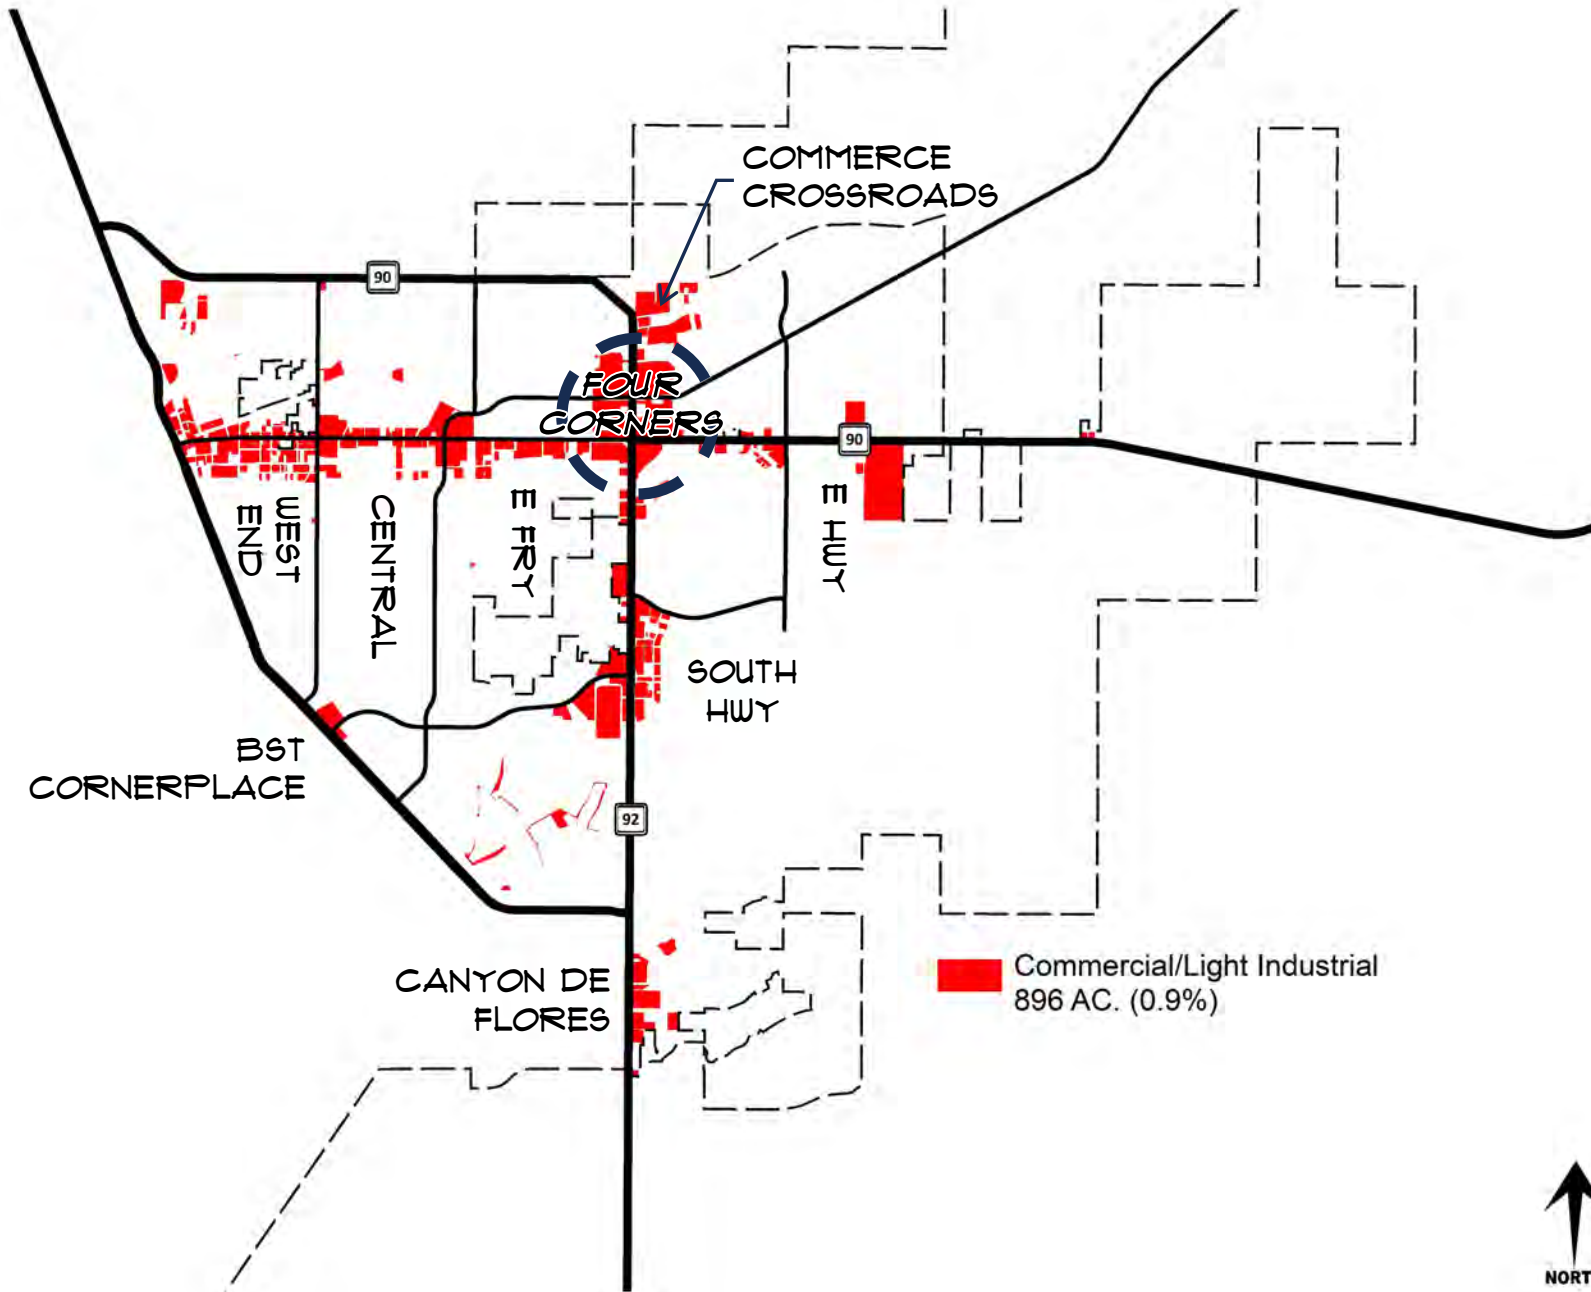 COMMERCE
CROSSROADS
90
FOUR
CORNERS
90
WEST
END
CENTRAL
E FRY
E HWY
SOUTH
HWY
BST
CORNERPLACE
92
CANYON DE
FLORES
Commercial/Light Industrial
896 AC. (0.9%)
NORT